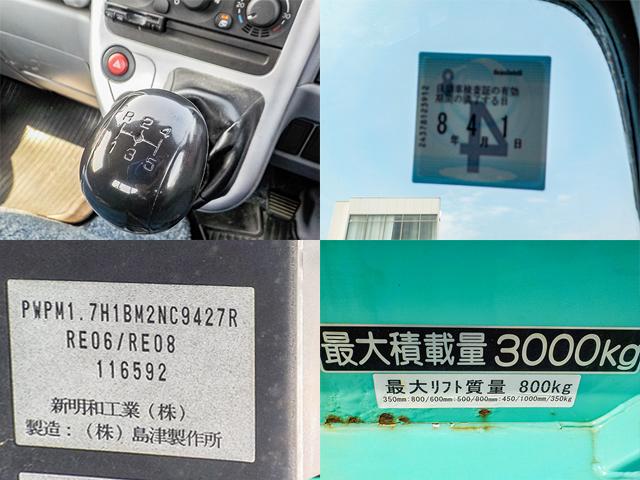 R 2 4
1 3 5
自動車検査証の有効
期間の満了する日
8 4 1
年 月 日
4
24378123912
PWPM1.7H1BM2NC9427R
RE06/RE08
116592
新明和工業(株)
製造:(株)島津製作所
最大積載量 3000kg
最大リフト質量 800kg
350mm:800/600mm:500/800mm:450/1000mm/350kg